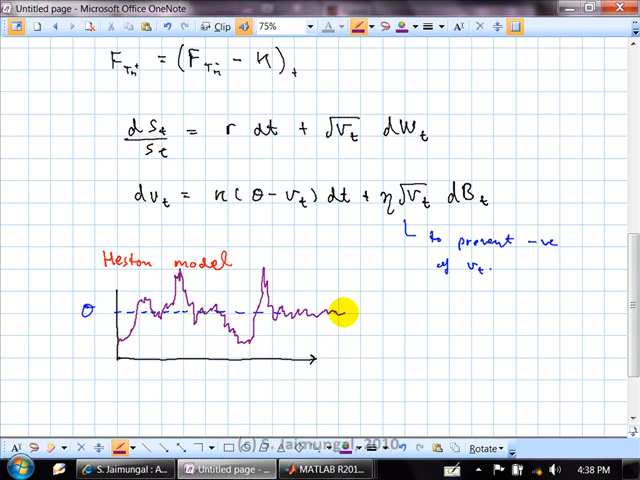 Untitled page - Microsoft Office OneNote
Clip
75%
F_{T_n^+} = (F_{T_n^-} - κ)_+
dS_t / S_t = r dt + √v_t dW_t
dv_t = κ(θ - v_t) dt + η√v_t dB_t
to prevent -ve
of v_t.
Heston model
θ
(c) S. Jaimungal, 2010
Rotate
S. Jaimungal : A...
Untitled page - ...
MATLAB R201...
4:38 PM